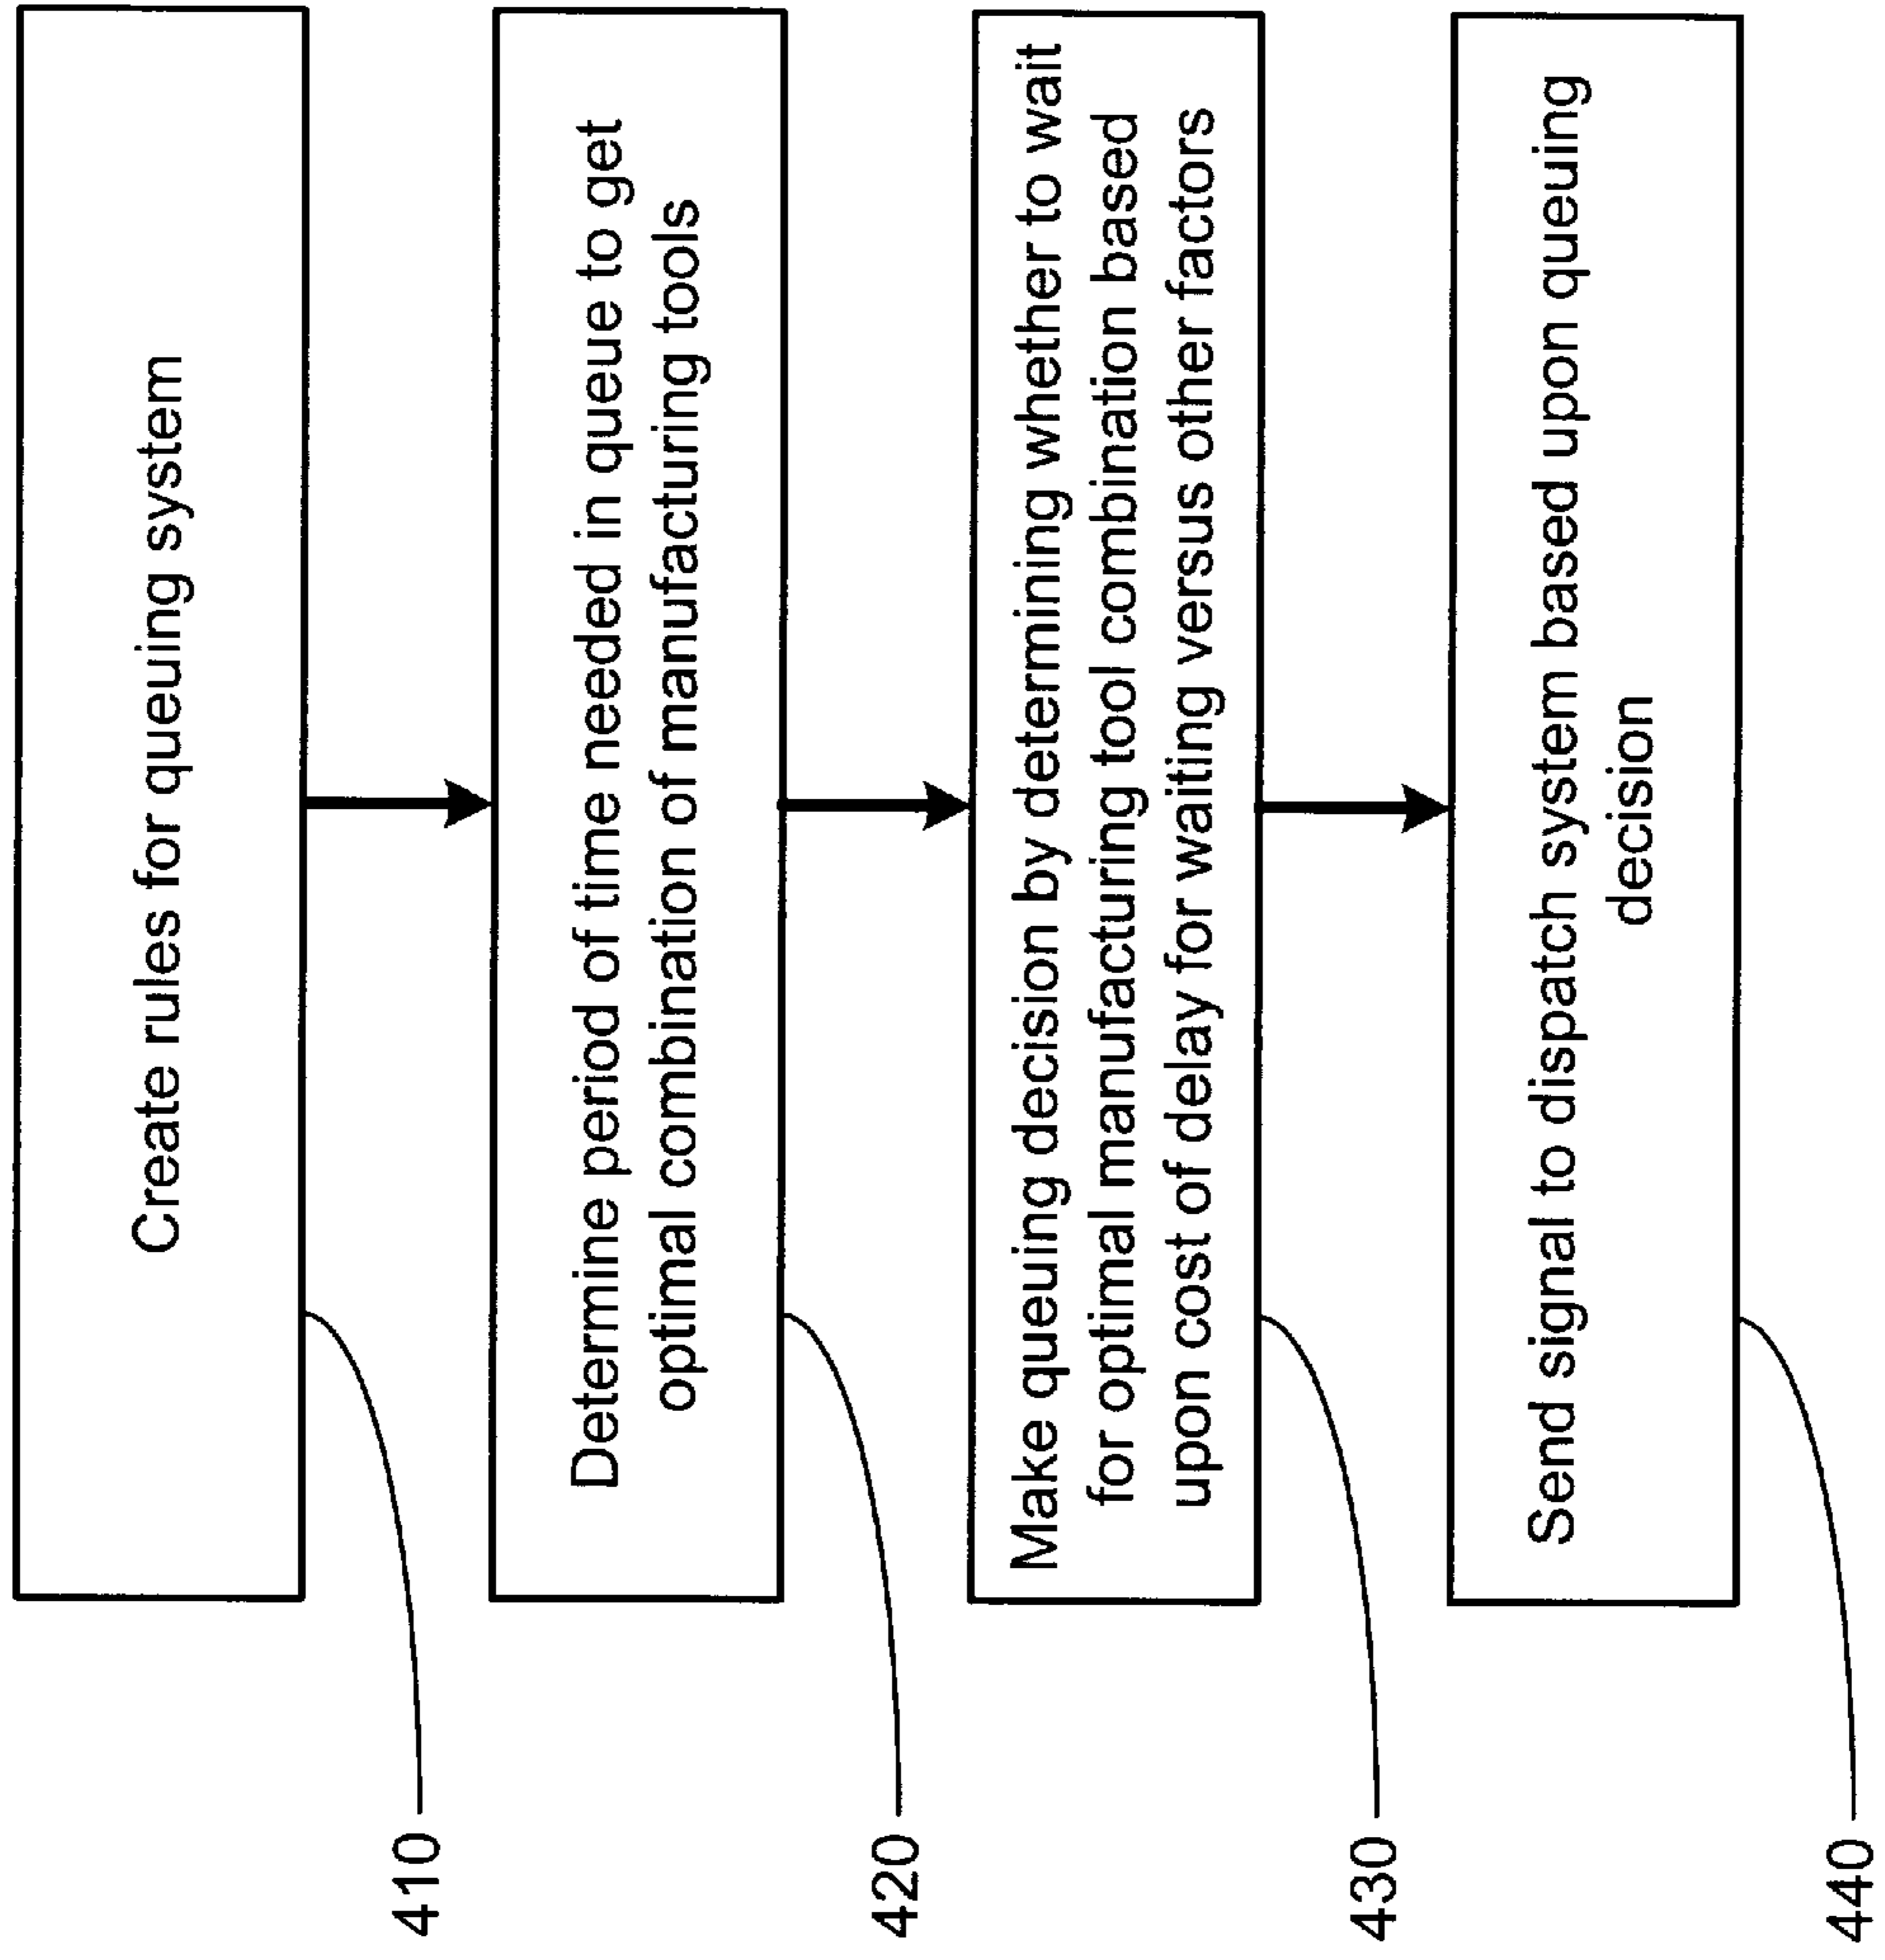 Create rules for queuing system
410
Determine period of time needed in queue to get
optimal combination of manufacturing tools
420
Make queuing decision by determining whether to wait
for optimal manufacturing tool combination based
upon cost of delay for waiting versus other factors
430
Send signal to dispatch system based upon queuing
decision
440